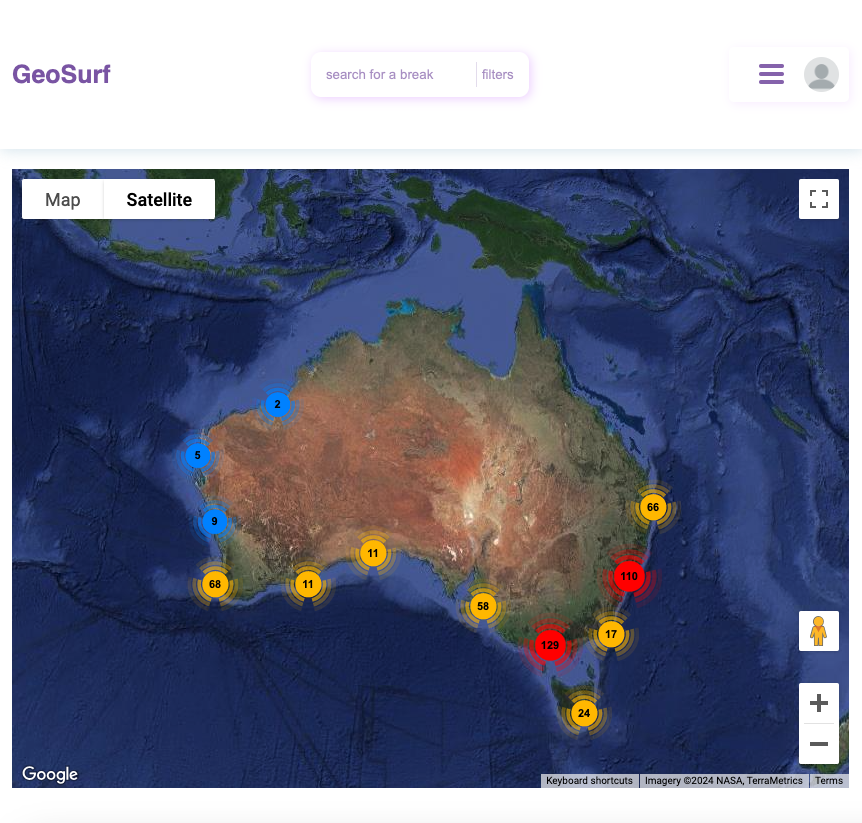 GeoSurf
search for a break
filters
Map
Satellite
2
5
9
66
11
110
68
11
58
17
129
24
Google
Keyboard shortcuts
Imagery ©2024 NASA, TerraMetrics
Terms